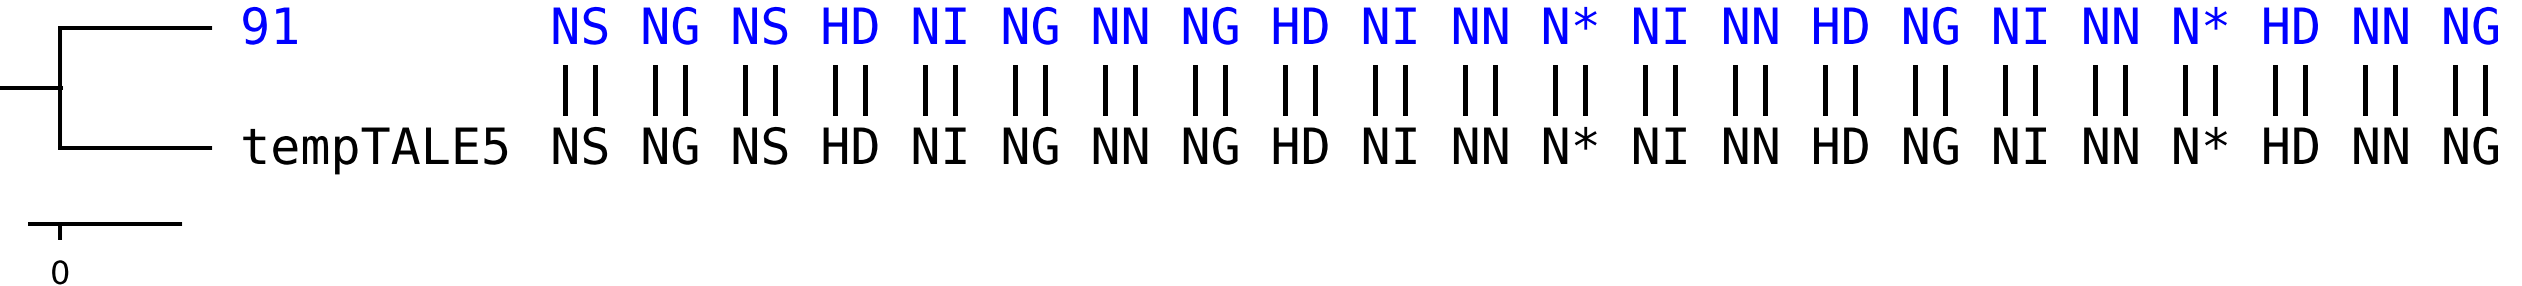 91 NS NG NS HD NI NG NN NG HD NI NN N* NI NN HD NG NI NN N* HD NN NG
tempTALE5 NS NG NS HD NI NG NN NG HD NI NN N* NI NN HD NG NI NN N* HD NN NG
0